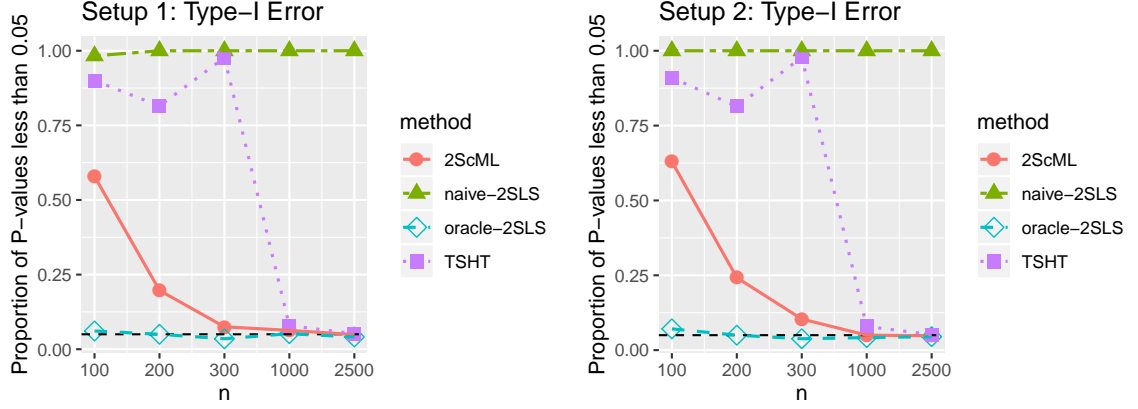 Setup 1: Type−I Error
Proportion of P−values less than 0.05
1.00
0.75
0.50
0.25
0.00
100 200 300 1000 2500
n
method
2ScML
naive−2SLS
oracle−2SLS
TSHT
Setup 2: Type−I Error
Proportion of P−values less than 0.05
1.00
0.75
0.50
0.25
0.00
100 200 300 1000 2500
n
method
2ScML
naive−2SLS
oracle−2SLS
TSHT